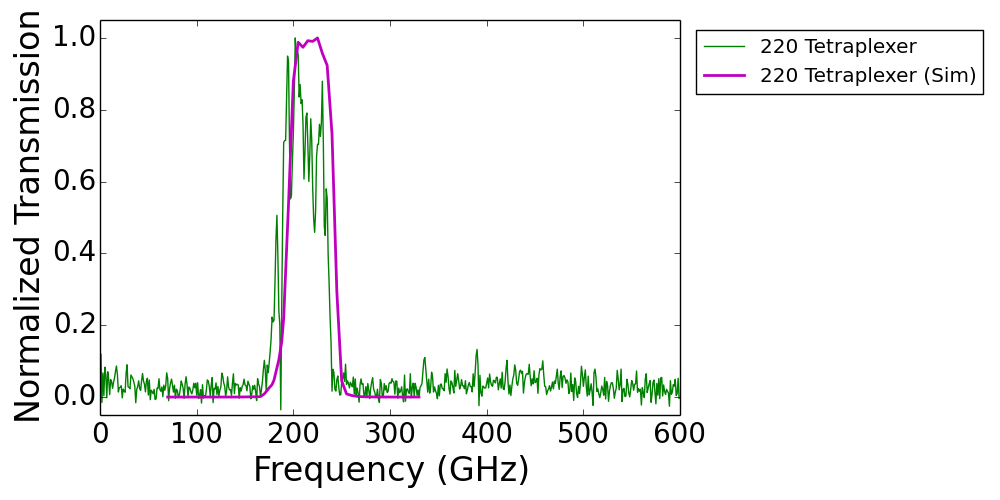 Normalized Transmission
1.0
0.8
0.6
0.4
0.2
0.0
0 100 200 300 400 500 600
Frequency (GHz)
220 Tetraplexer
220 Tetraplexer (Sim)